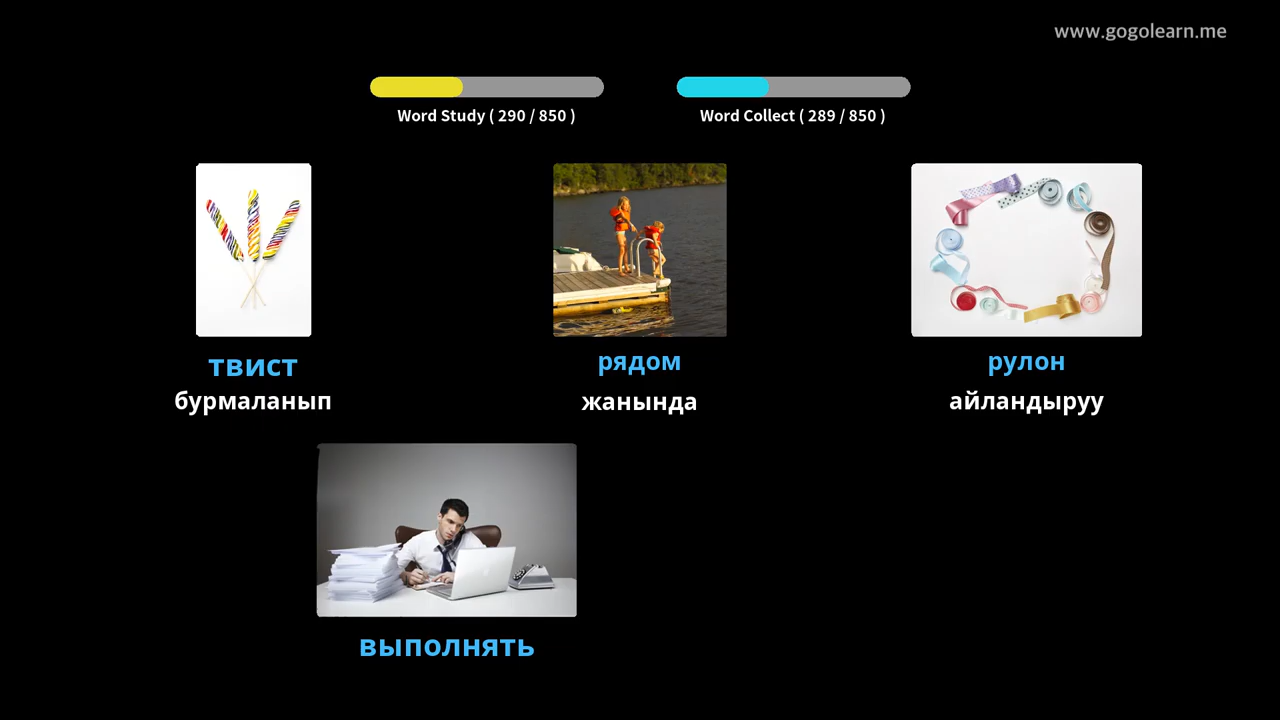 www.gogolearn.me
Word Study ( 290 / 850 )
Word Collect ( 289 / 850 )
твист
бурмаланып
рядом
жанында
рулон
айландыруу
выполнять